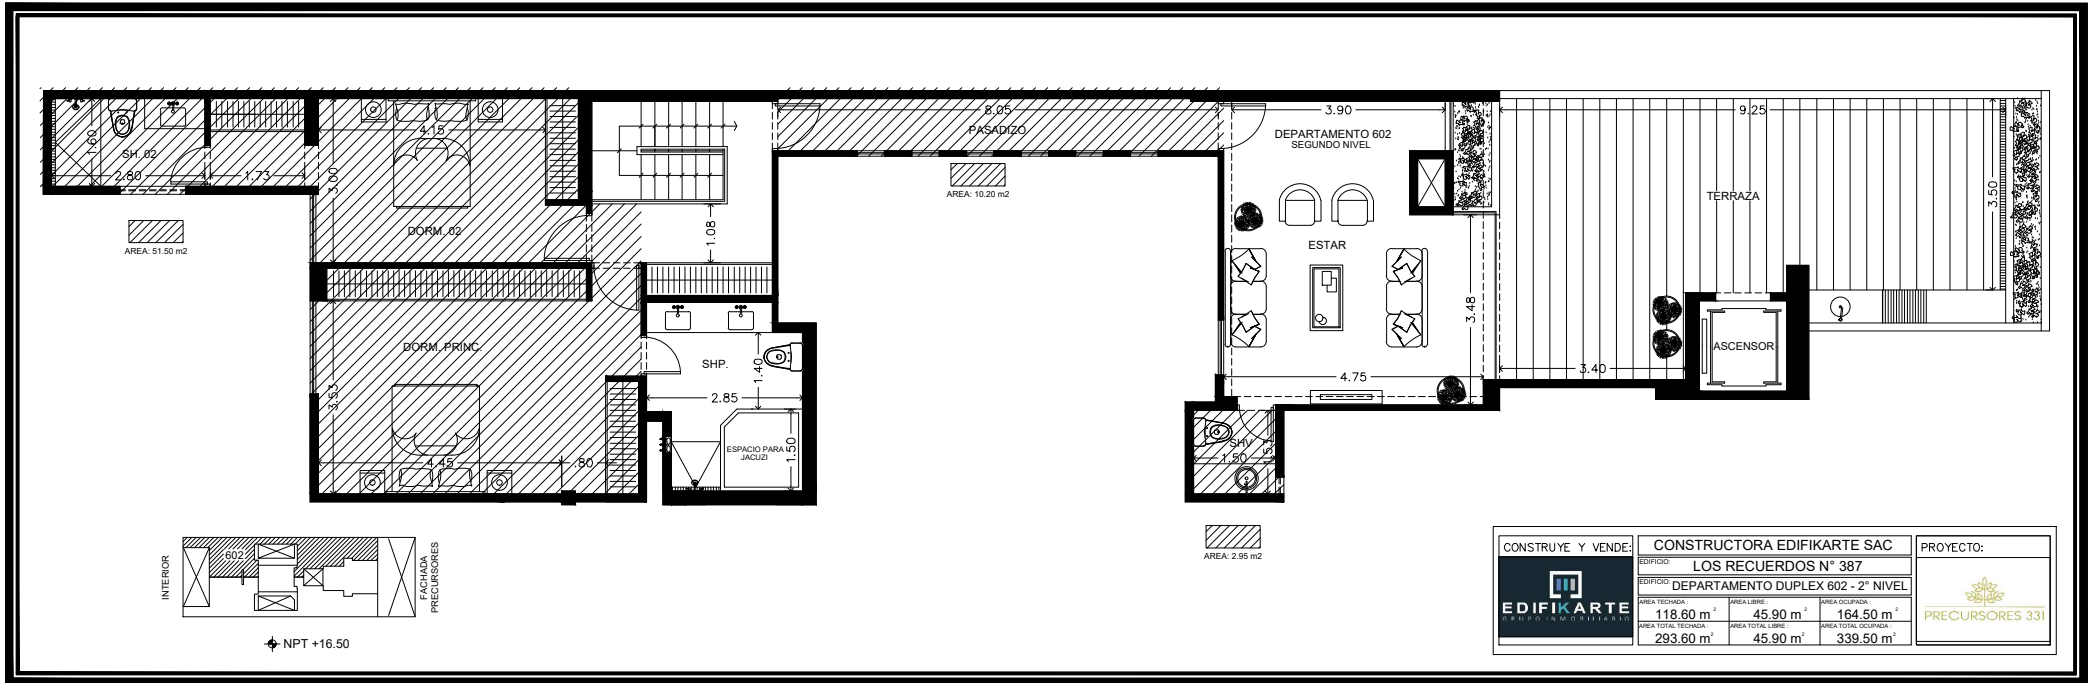 8.05
PASADIZO
3.90
DEPARTAMENTO 602
SEGUNDO NIVEL
9.25
4.15
1.60
SH. 02
2.80
1.73
3.00
DORM. 02
1.08
AREA: 51.50 m2
AREA: 10.20 m2
ESTAR
TERRAZA
3.50
3.48
DORM. PRINC.
3.53
4.45
.80
SHP.
1.40
2.85
ESPACIO PARA
JACUZI
1.50
4.75
3.40
ASCENSOR
SHV
1.50
1.53
AREA: 2.95 m2
INTERIOR
602
FACHADA
PRECURSORES
NPT +16.50
CONSTRUYE Y VENDE:
EDIFIKARTE
GRUPO INMOBILIARIO
CONSTRUCTORA EDIFIKARTE SAC
EDIFICIO: LOS RECUERDOS N° 387
EDIFICIO: DEPARTAMENTO DUPLEX 602 - 2° NIVEL
AREA TECHADA : AREA LIBRE : AREA OCUPADA :
118.60 m² 45.90 m² 164.50 m²
AREA TOTAL TECHADA : AREA TOTAL LIBRE : AREA TOTAL OCUPADA :
293.60 m² 45.90 m² 339.50 m²
PROYECTO:
PRECURSORES 331